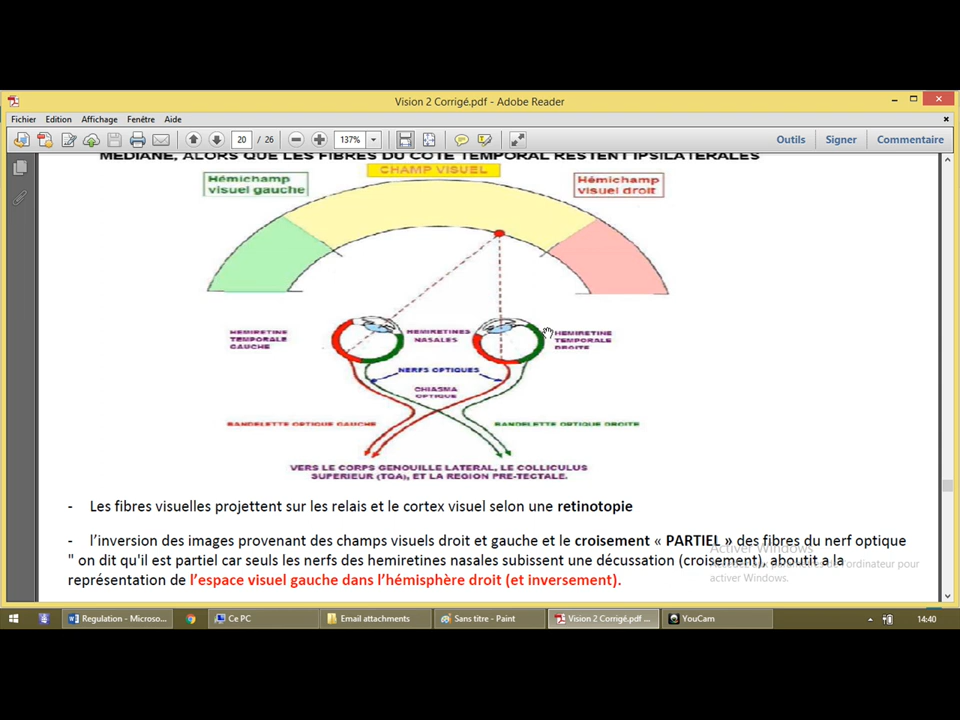 Vision 2 Corrigé.pdf - Adobe Reader
Fichier Edition Affichage Fenêtre Aide
20 / 26 137% Outils Signer Commentaire
MEDIANE, ALORS QUE LES FIBRES DU COTE TEMPORAL RESTENT IPSILATERALES
CHAMP VISUEL
Hémichamp
visuel gauche
Hémichamp
visuel droit
HEMIRETINE
TEMPORALE
GAUCHE
HEMIRETINES
NASALES
HEMIRETINE
TEMPORALE
DROITE
NERFS OPTIQUES
CHIASMA
OPTIQUE
BANDELETTE OPTIQUE GAUCHE
BANDELETTE OPTIQUE DROITE
VERS LE CORPS GENOUILLE LATERAL, LE COLLICULUS
SUPERIEUR (TQA), ET LA REGION PRE-TECTALE.
- Les fibres visuelles projettent sur les relais et le cortex visuel selon une retinotopie
- l'inversion des images provenant des champs visuels droit et gauche et le croisement « PARTIEL » des fibres du nerf optique
" on dit qu'il est partiel car seuls les nerfs des hemiretines nasales subissent une décussation (croisement), aboutit a la
représentation de l'espace visuel gauche dans l'hémisphère droit (et inversement).
Activer Windows
l'ordinateur pour
activer Windows.
Regulation - Microso... Ce PC Email attachments Sans titre - Paint Vision 2 Corrigé.pdf ... YouCam 14:40